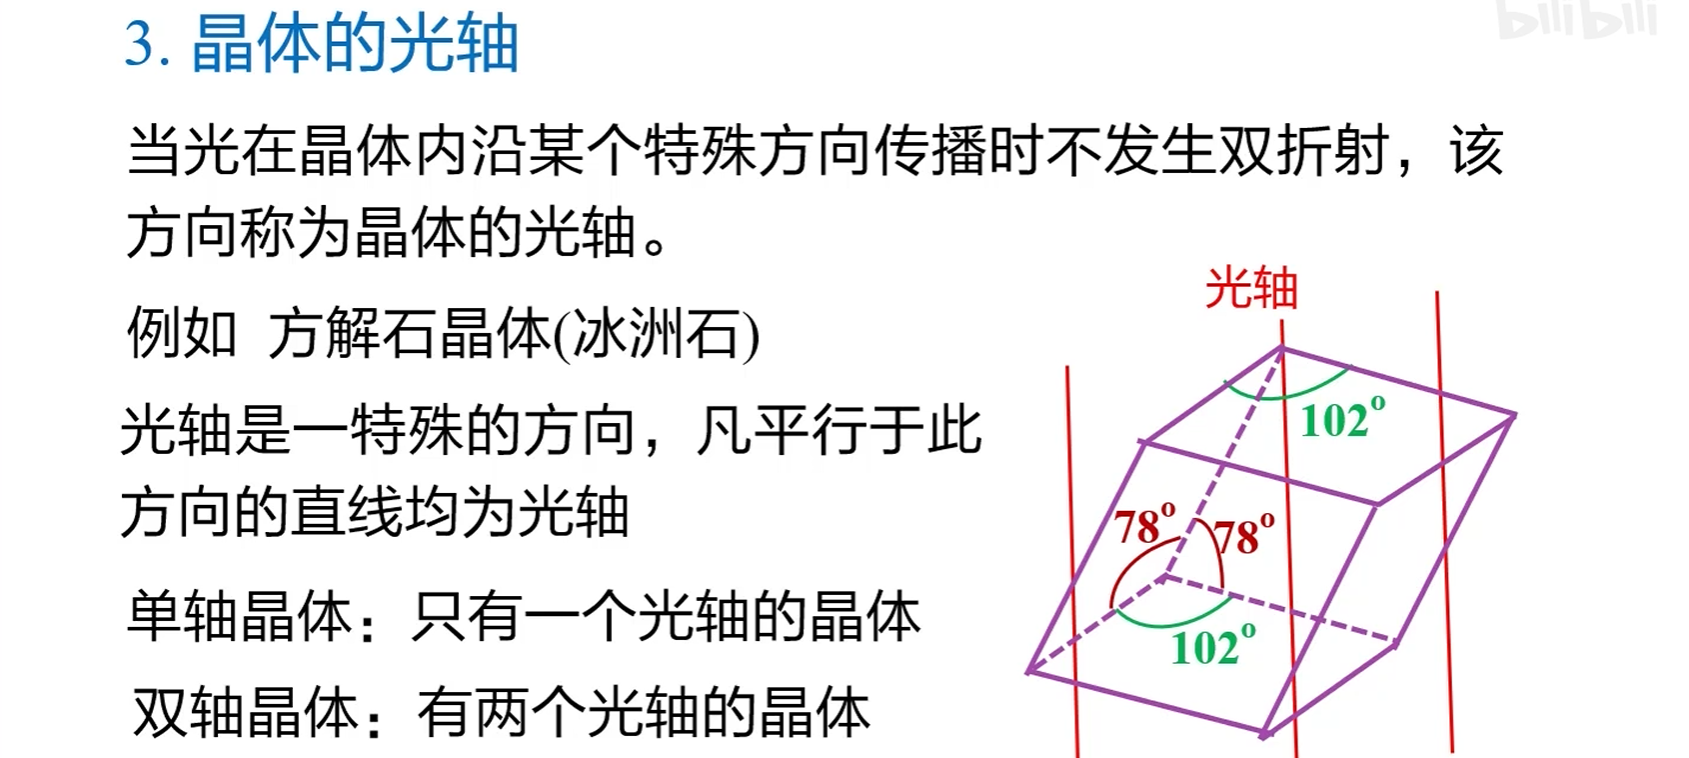 bilibili
3. 晶体的光轴
当光在晶体内沿某个特殊方向传播时不发生双折射，该
方向称为晶体的光轴。
例如 方解石晶体(冰洲石)
光轴是一特殊的方向，凡平行于此
方向的直线均为光轴
单轴晶体：只有一个光轴的晶体
双轴晶体：有两个光轴的晶体
光轴
102°
78°
78°
102°